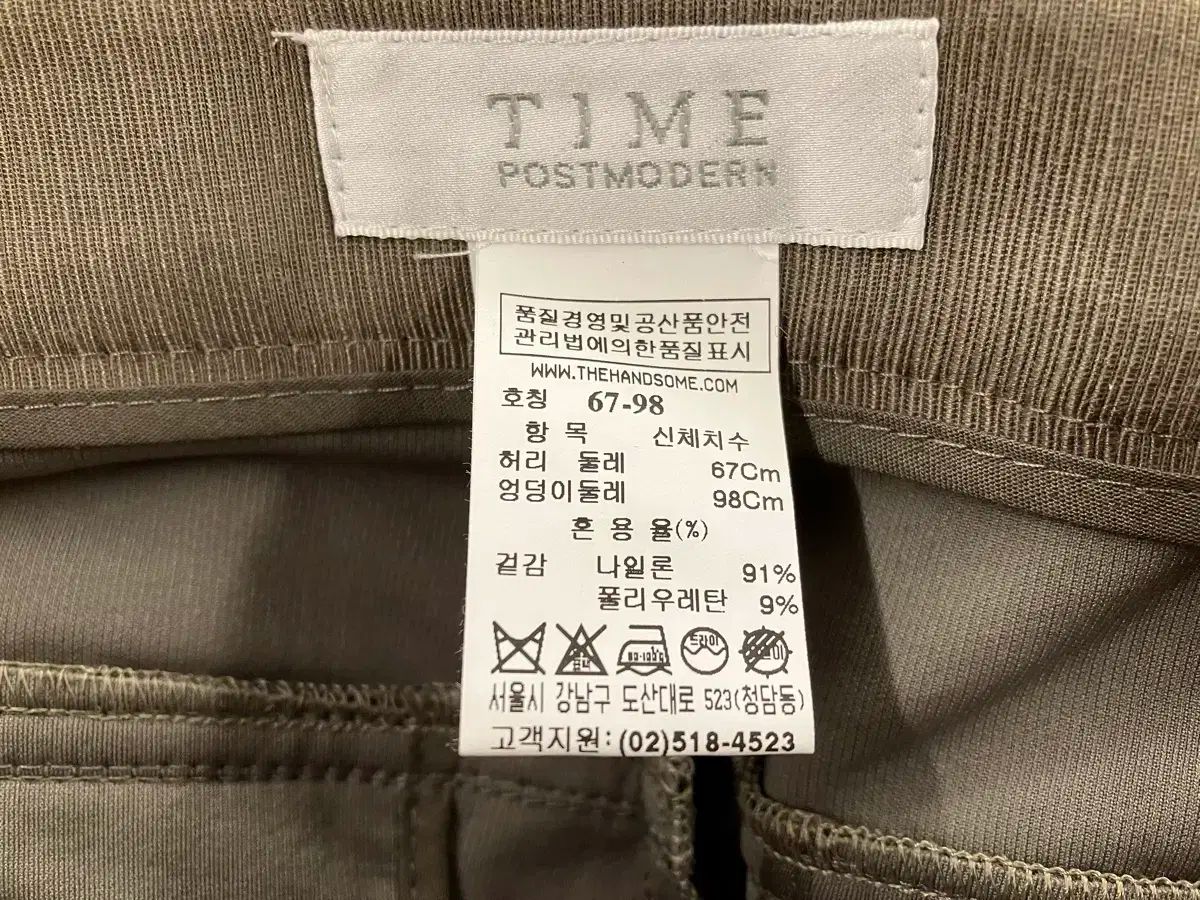 TIME
POSTMODERN
품질경영및공산품안전
관리법에의한품질표시
WWW.THEHANDSOME.COM
호칭 67-98
항 목 신체치수
허리 둘레 67Cm
엉덩이둘레 98Cm
혼 용 율(%)
겉감 나일론 91%
폴리우레탄 9%
드라이
서울시 강남구 도산대로 523(청담동)
고객지원: (02)518-4523